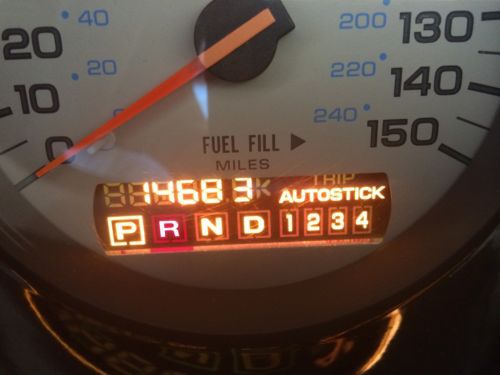 40 200 130
20
20 220 140
10 240
0 150
FUEL FILL ▶
MILES
TRIP
14683 AUTOSTICK
P R N D 1 2 3 4